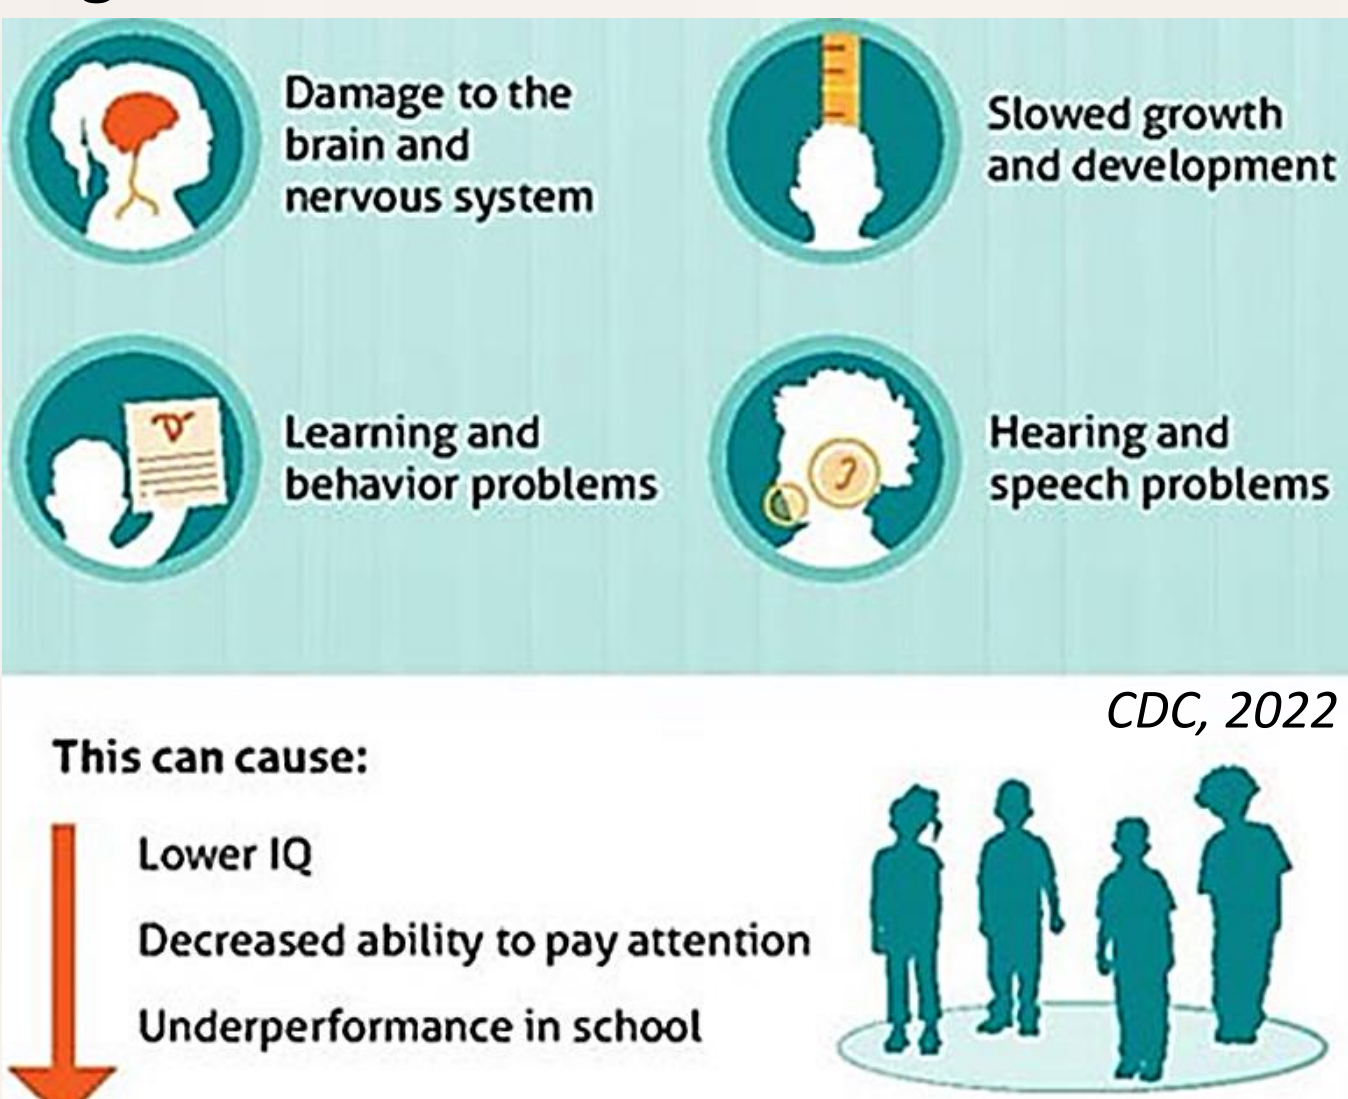 Damage to the
brain and
nervous system
Slowed growth
and development
D
Learning and
behavior problems
Hearing and
speech problems
CDC, 2022
This can cause:
Lower IQ
Decreased ability to pay attention
Underperformance in school